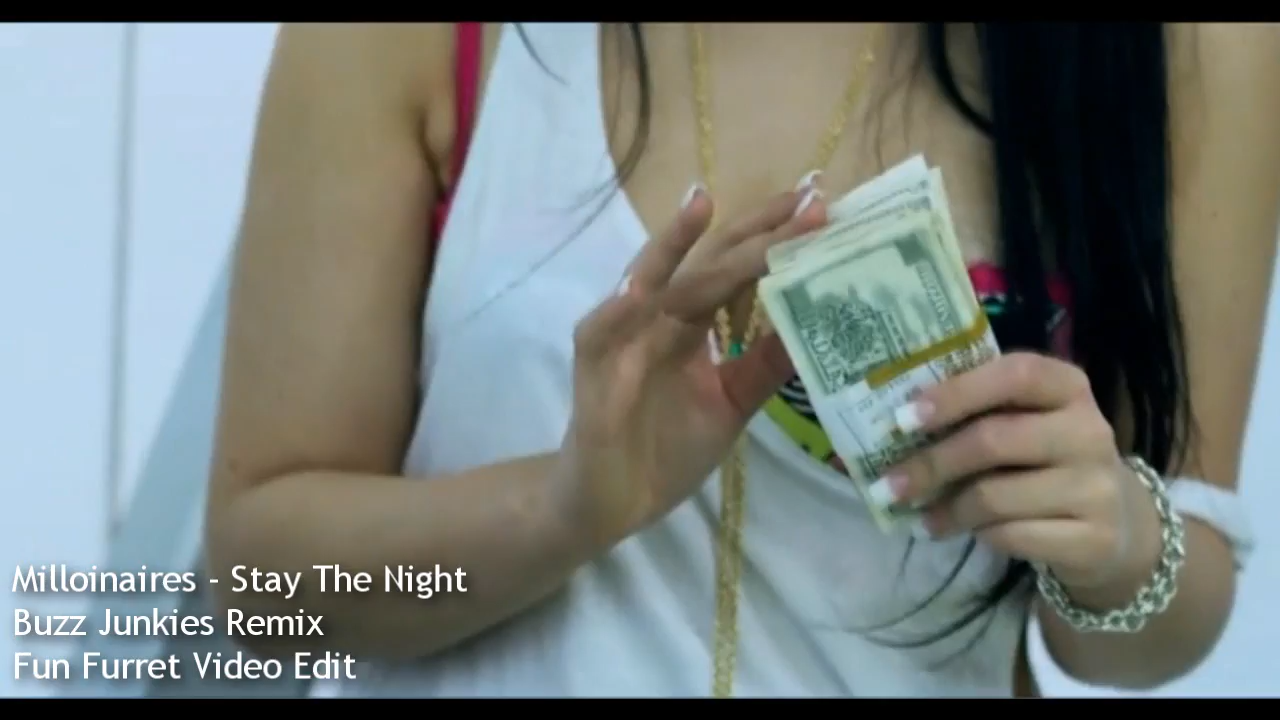 Milloinaires - Stay The Night
Buzz Junkies Remix
Fun Furret Video Edit